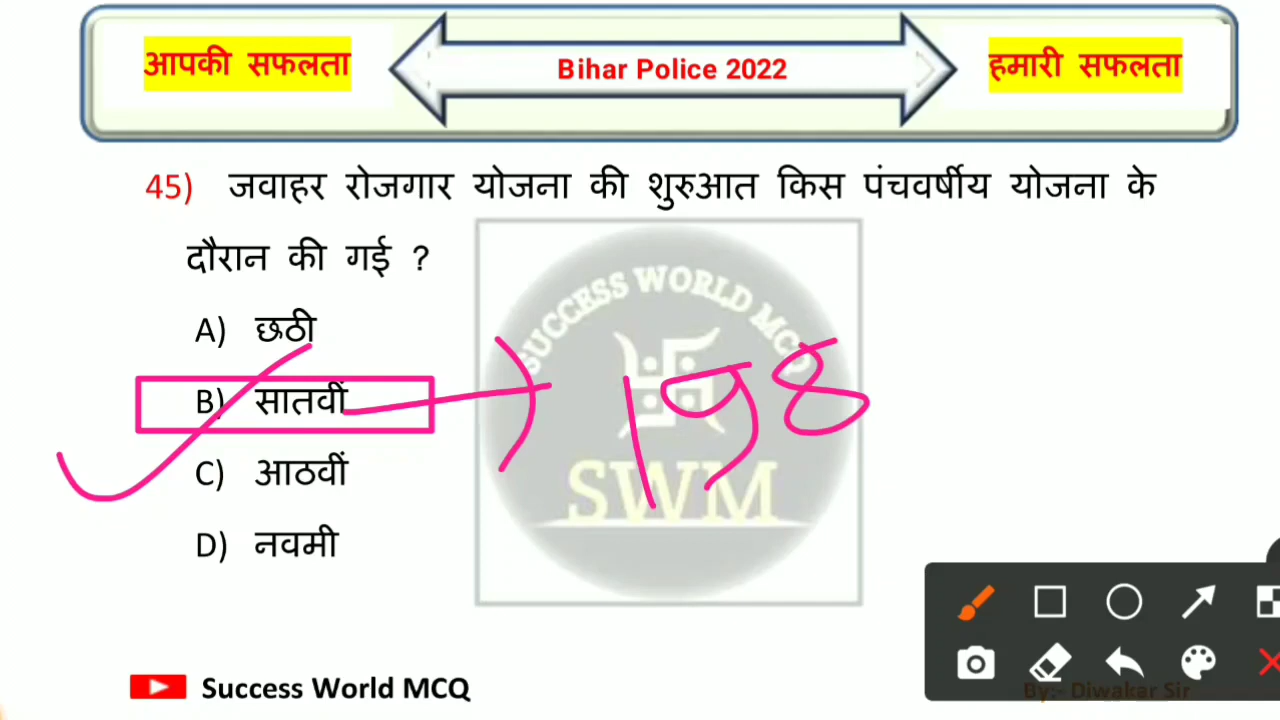 आपकी सफलता
Bihar Police 2022
हमारी सफलता
45) जवाहर रोजगार योजना की शुरुआत किस पंचवर्षीय योजना के
दौरान की गई ?
SUCCESS WORLD MCQ
A) छठी
B) सातवीं
198
C) आठवीं
SWM
D) नवमी
Success World MCQ
By:- Diwakar Sir